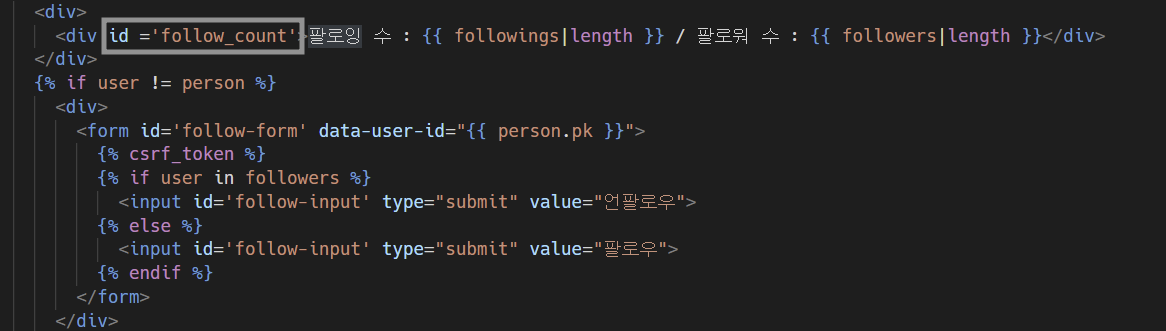 <div>
<div id ='follow_count'>팔로잉 수 : {{ followings|length }} / 팔로워 수 : {{ followers|length }}</div>
</div>
{% if user != person %}
<div>
<form id='follow-form' data-user-id="{{ person.pk }}">
{% csrf_token %}
{% if user in followers %}
<input id='follow-input' type="submit" value="언팔로우">
{% else %}
<input id='follow-input' type="submit" value="팔로우">
{% endif %}
</form>
</div>